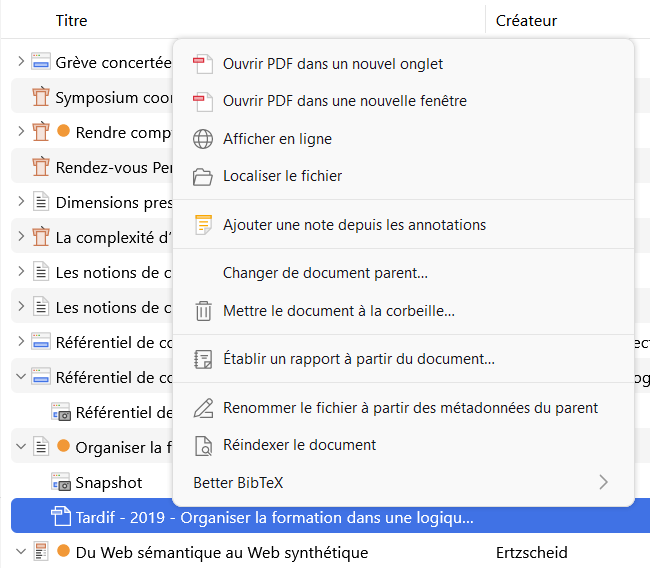 Titre Créateur
Grève concertée
Ouvrir PDF dans un nouvel onglet
Symposium coor
Ouvrir PDF dans une nouvelle fenêtre
Rendre comp
Afficher en ligne
Rendez-vous Per
Localiser le fichier
Dimensions pres
Ajouter une note depuis les annotations
La complexité d'
Les notions de c
Changer de document parent...
Les notions de c
Mettre le document à la corbeille...
Référentiel de co
Établir un rapport à partir du document...
Référentiel de co
Référentiel de
Renommer le fichier à partir des métadonnées du parent
Organiser la f
Réindexer le document
Snapshot
Better BibTeX
Tardif - 2019 - Organiser la formation dans une logiqu...
Du Web sémantique au Web synthétique Ertzscheid